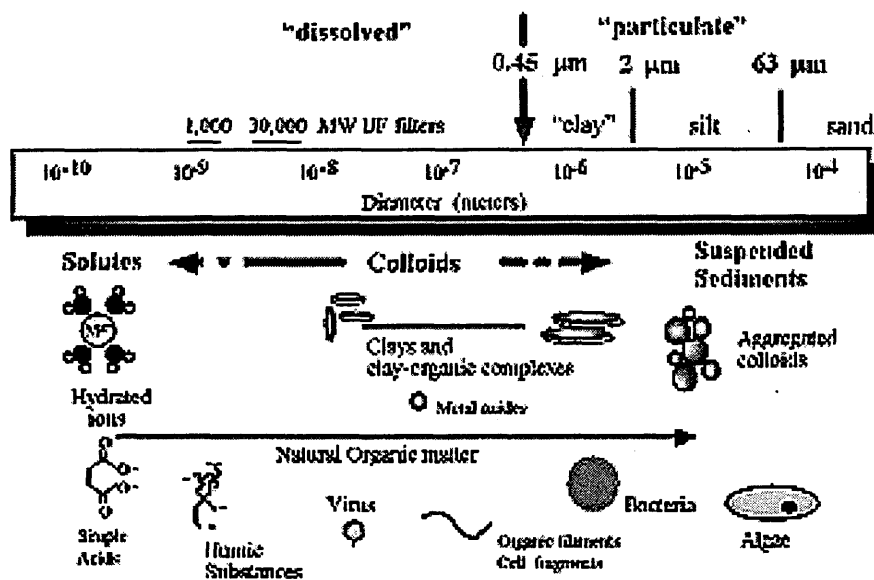 "dissolved" "particulate"
0.45 µm 2 µm 63 µm
1,000 30,000 MW UF filters "clay" silt sand
10-10 10-9 10-8 10-7 10-6 10-5 10-4
Diameter (meters)
Solutes Colloids Suspended
Sediments
M+
Clays and
clay-organic complexes
Aggregated
colloids
Hydrated
ions
Metal oxides
Natural Organic matter
Simple
Acids
Humic
Substances
Virus
Organic filaments
Cell fragments
Bacteria
Algae